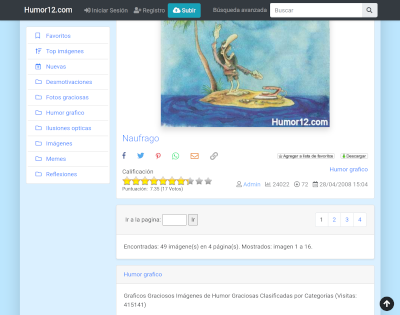 Humor12.com
Iniciar Sesión
Registro
Subir
Búsqueda avanzada
Buscar
Favoritos
Top imágenes
Nuevas
Desmotivaciones
Fotos graciosas
Humor grafico
Ilusiones opticas
Imágenes
Memes
Reflexiones
Humor12.com
Naufrago
Agregar a lista de favoritos
Descargar
Calificación
Humor grafico
Puntuación: 7.35 (17 Votos)
Admin 24022 72 28/04/2008 15:04
Ir a la pagina: Ir
1 2 3 4
Encontradas: 49 imágene(s) en 4 página(s). Mostrados: Imagen 1 a 16.
Humor grafico
Graficos Graciosos Imágenes de Humor Graciosas Clasificadas por Categorias (Visitas:
415141)